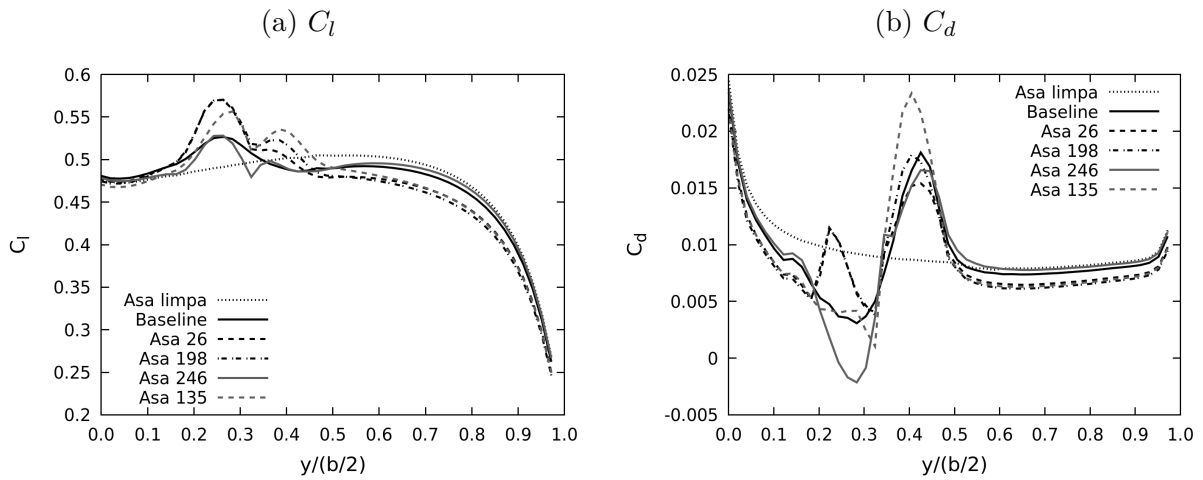 (a) C_l
(b) C_d
0.6
0.55
0.5
0.45
0.4
0.35
0.3
0.25
0.2
C_l
Asa limpa
Baseline
Asa 26
Asa 198
Asa 246
Asa 135
0.0 0.1 0.2 0.3 0.4 0.5 0.6 0.7 0.8 0.9 1.0
y/(b/2)
0.025
0.02
0.015
0.01
0.005
0
-0.005
C_d
Asa limpa
Baseline
Asa 26
Asa 198
Asa 246
Asa 135
0.0 0.1 0.2 0.3 0.4 0.5 0.6 0.7 0.8 0.9 1.0
y/(b/2)